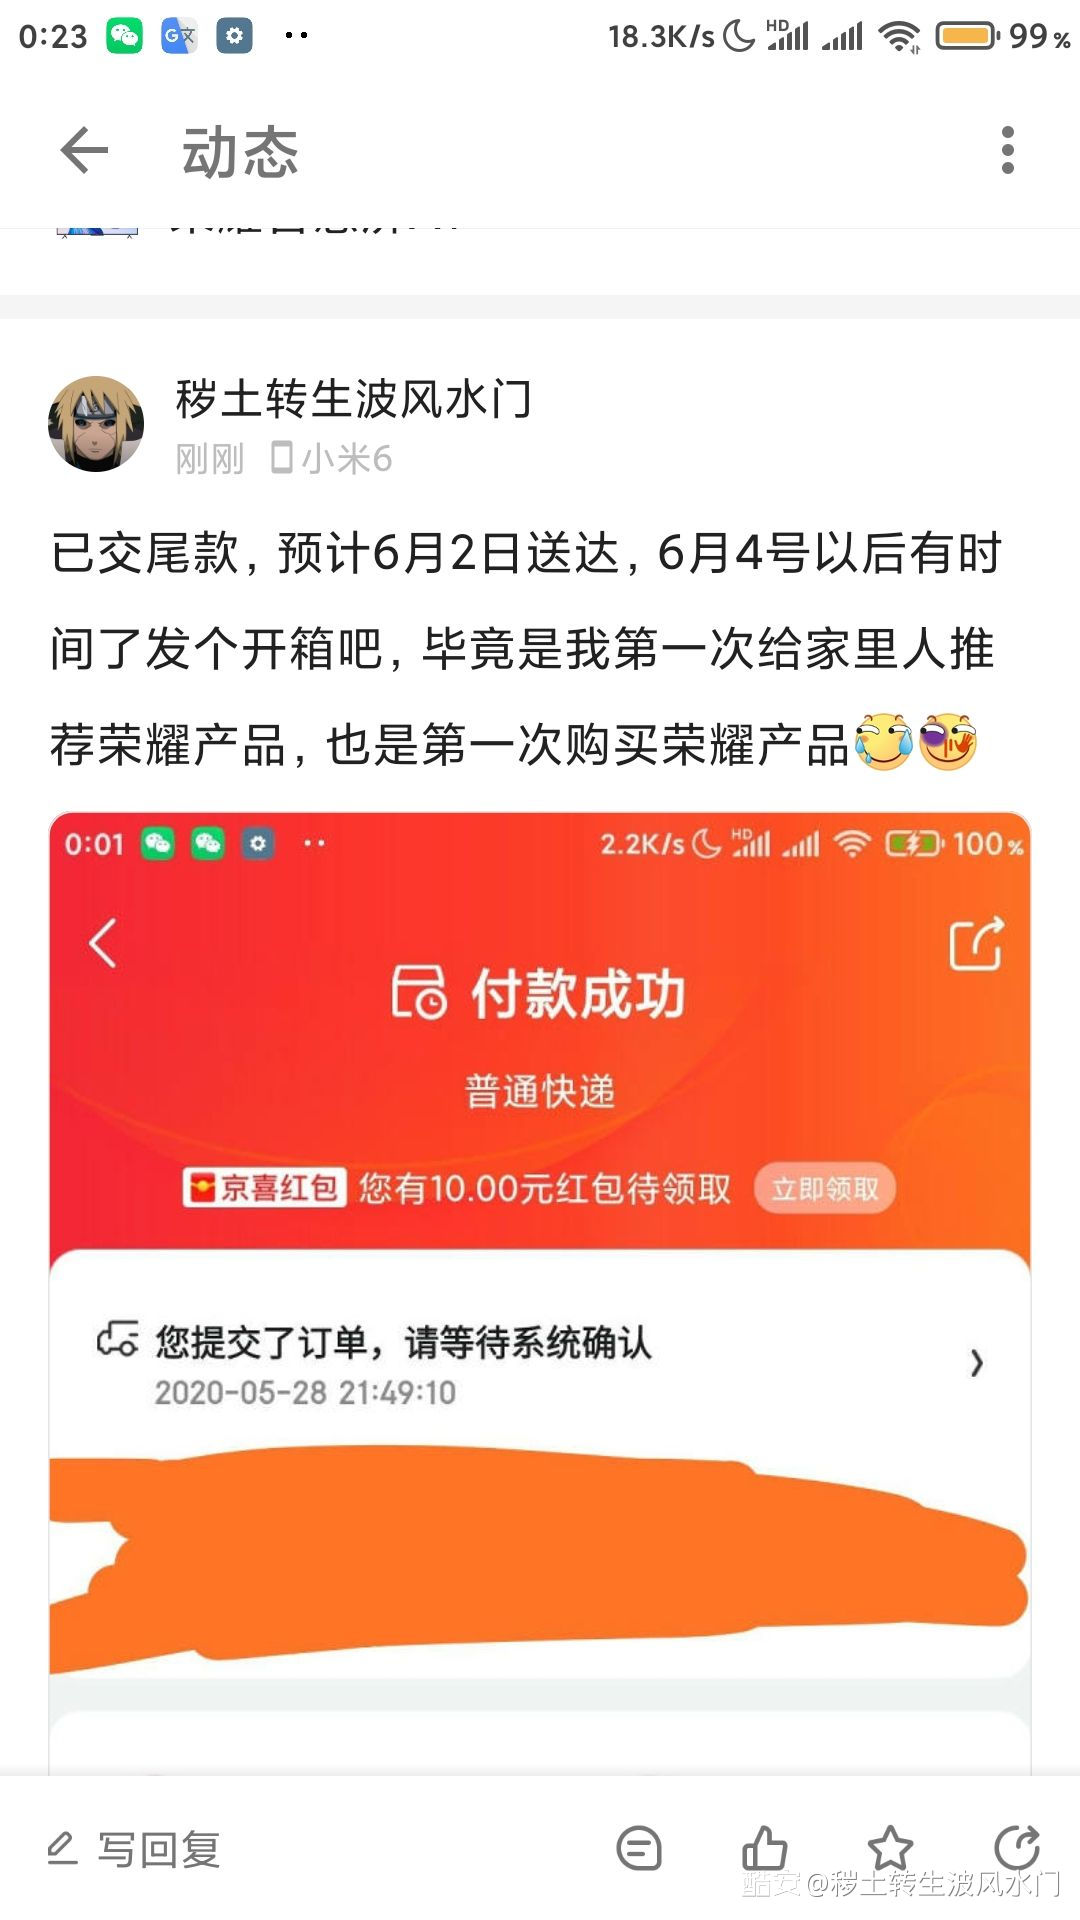 0:23
18.3K/s
HD
99%
动态
秽土转生波风水门
刚刚 小米6
已交尾款, 预计6月2日送达, 6月4号以后有时
间了发个开箱吧, 毕竟是我第一次给家里人推
荐荣耀产品, 也是第一次购买荣耀产品
0:01
2.2K/s
HD
100%
付款成功
普通快递
京喜红包 您有10.00元红包待领取 立即领取
您提交了订单，请等待系统确认
2020-05-28 21:49:10
写回复
酷安 @秽土转生波风水门